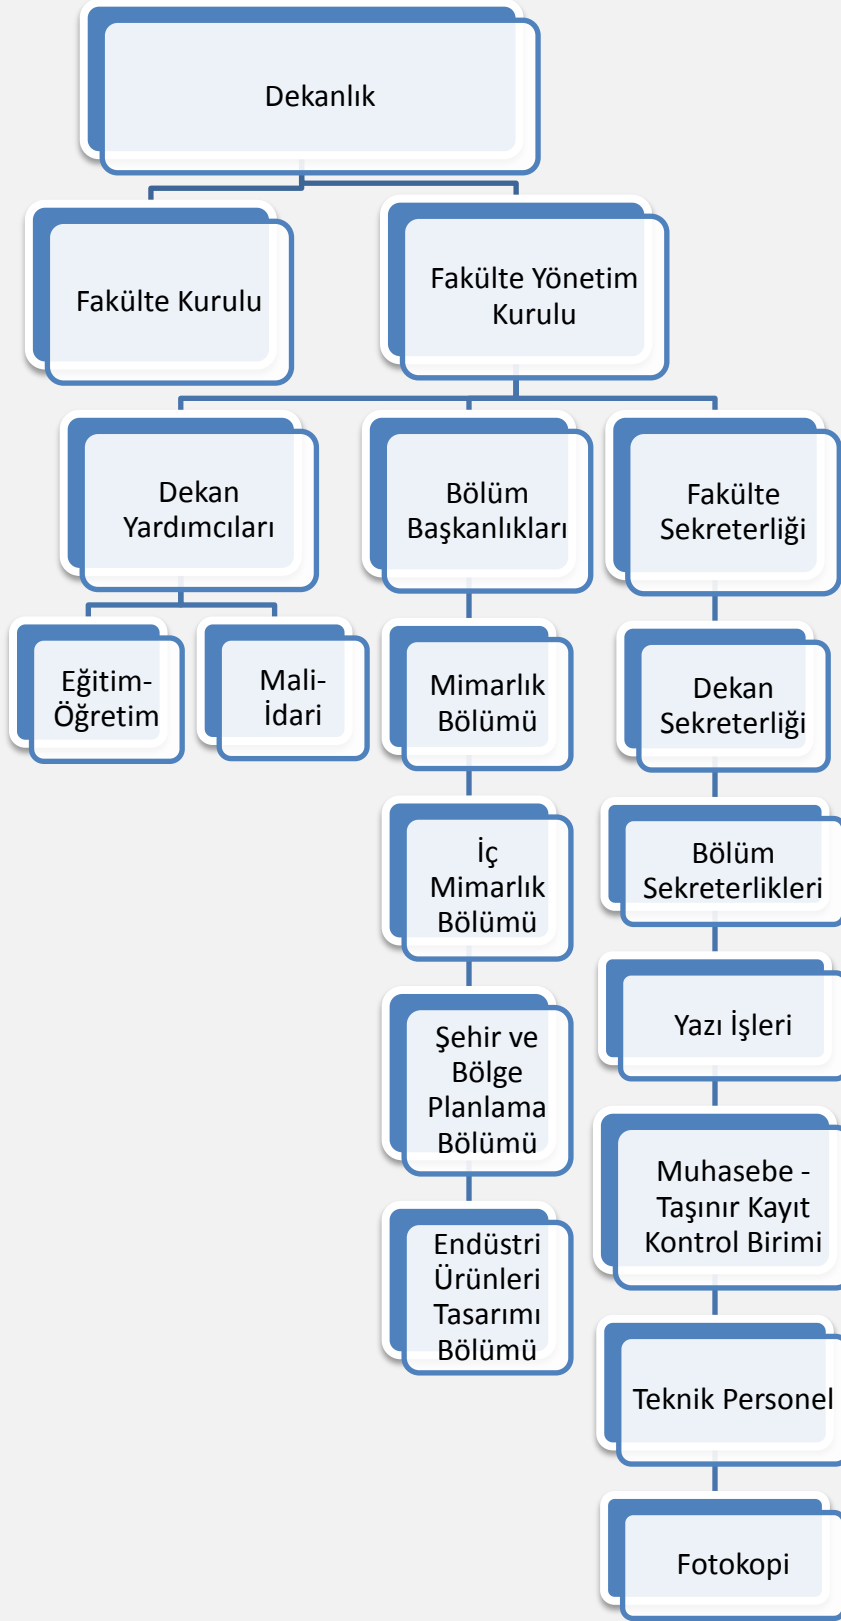 Dekanlık
Fakülte Kurulu
Fakülte Yönetim
Kurulu
Dekan
Yardımcıları
Bölüm
Başkanlıkları
Fakülte
Sekreterliği
Eğitim-
Öğretim
Mali-
İdari
Mimarlık
Bölümü
Dekan
Sekreterliği
İç
Mimarlık
Bölümü
Bölüm
Sekreterlikleri
Şehir ve
Bölge
Planlama
Bölümü
Yazı İşleri
Muhasebe -
Taşınır Kayıt
Kontrol Birimi
Endüstri
Ürünleri
Tasarımı
Bölümü
Teknik Personel
Fotokopi